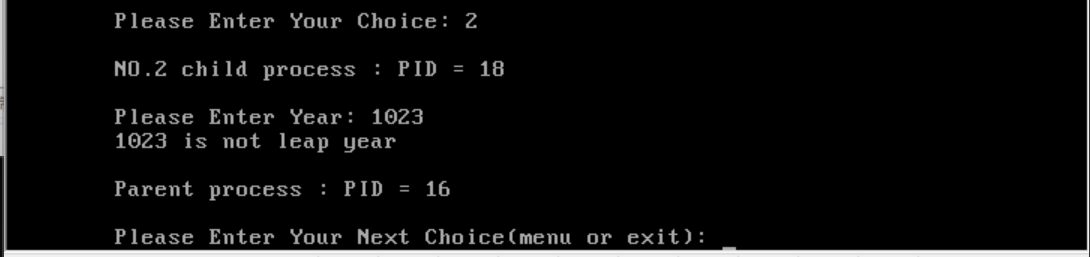 Please Enter Your Choice: 2
NO.2 child process : PID = 18
Please Enter Year: 1023
1023 is not leap year
Parent process : PID = 16
Please Enter Your Next Choice(menu or exit): _